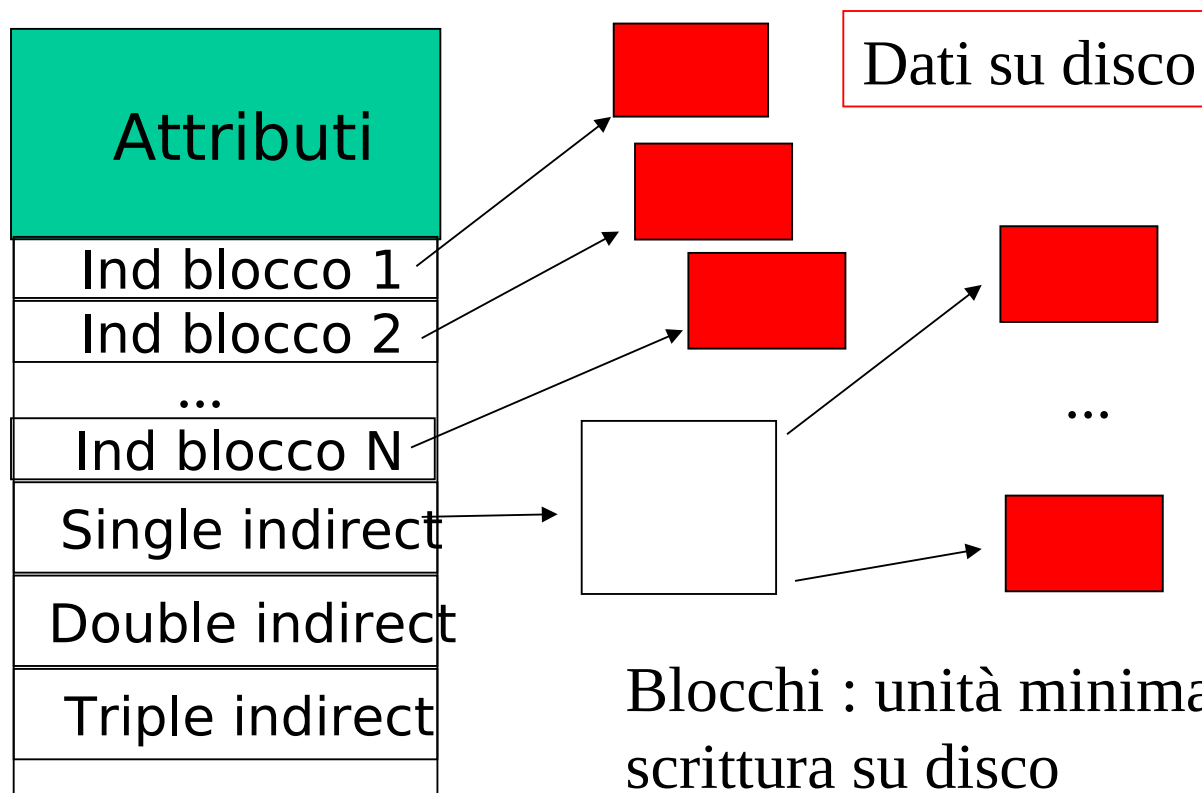 Dati su disco
Attributi
Ind blocco 1
Ind blocco 2
...
Ind blocco N
...
Single indirect
Double indirect
Triple indirect
Blocchi : unità minima
scrittura su disco